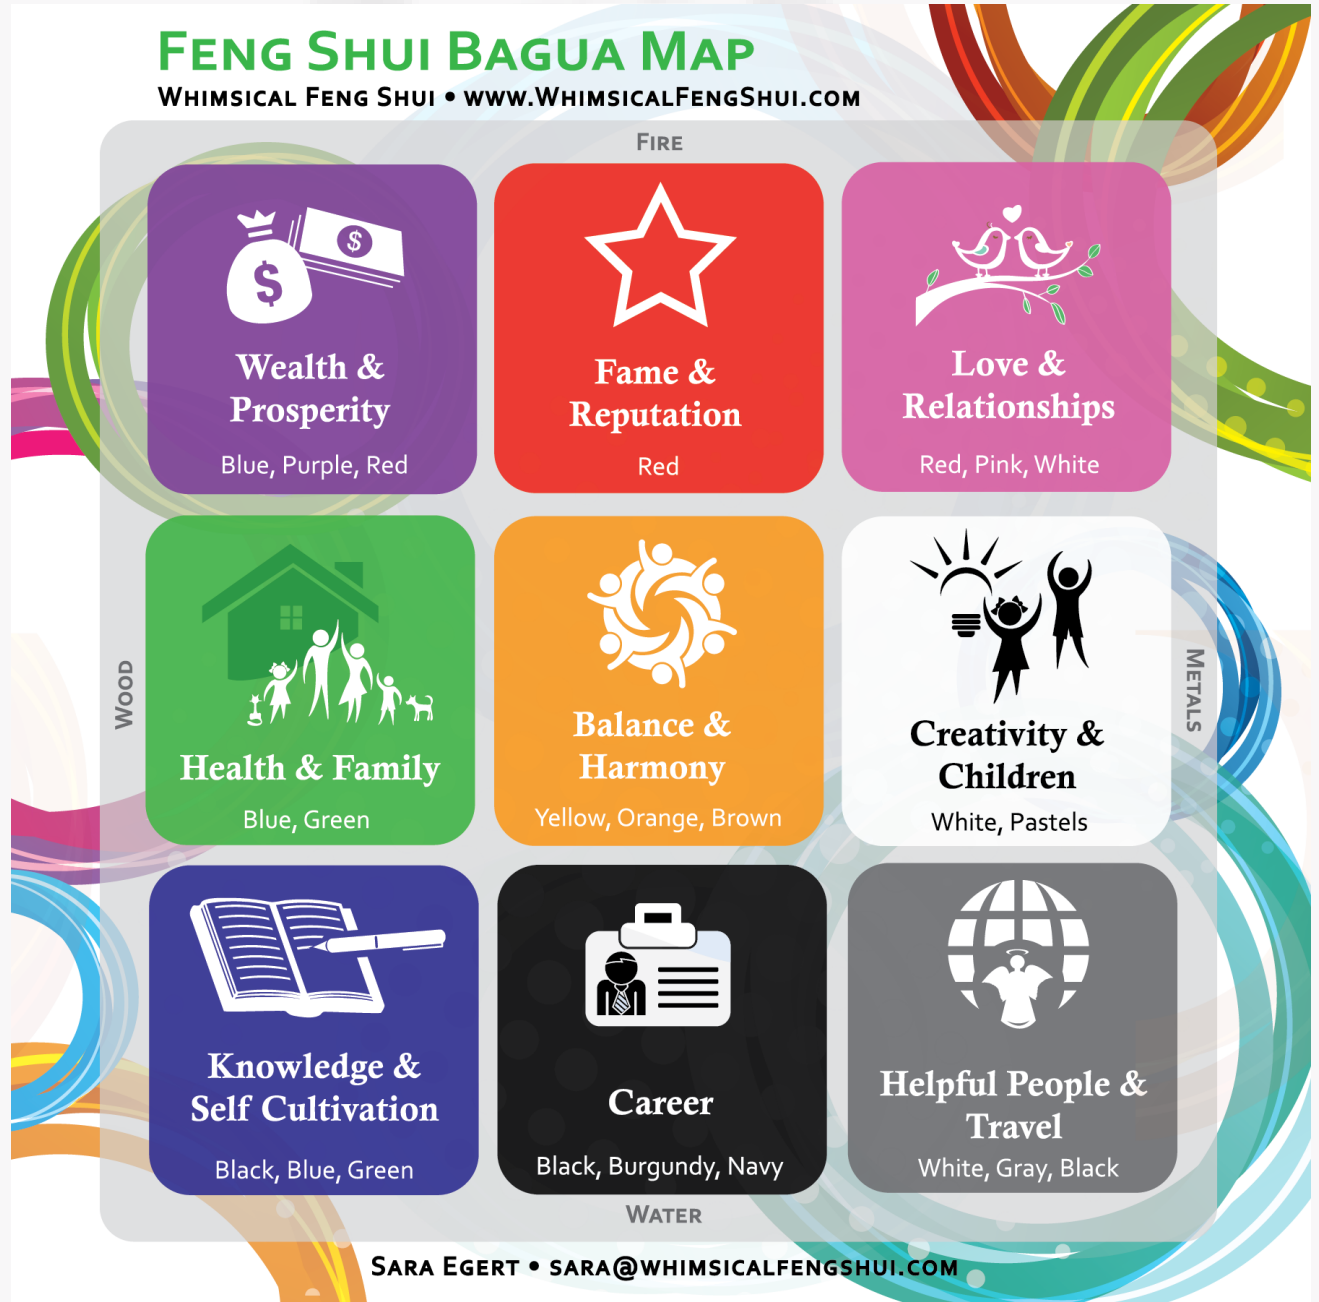 Feng Shui Bagua Map
Whimsical Feng Shui • www.WhimsicalFengShui.com
Fire
$
$
Wealth &
Prosperity
Blue, Purple, Red
Fame &
Reputation
Red
Love &
Relationships
Red, Pink, White
Wood
Health & Family
Blue, Green
Balance &
Harmony
Yellow, Orange, Brown
Creativity &
Children
White, Pastels
Metals
Knowledge &
Self Cultivation
Black, Blue, Green
Career
Black, Burgundy, Navy
Helpful People &
Travel
White, Gray, Black
Water
Sara Egert • sara@whimsicalfengshui.com